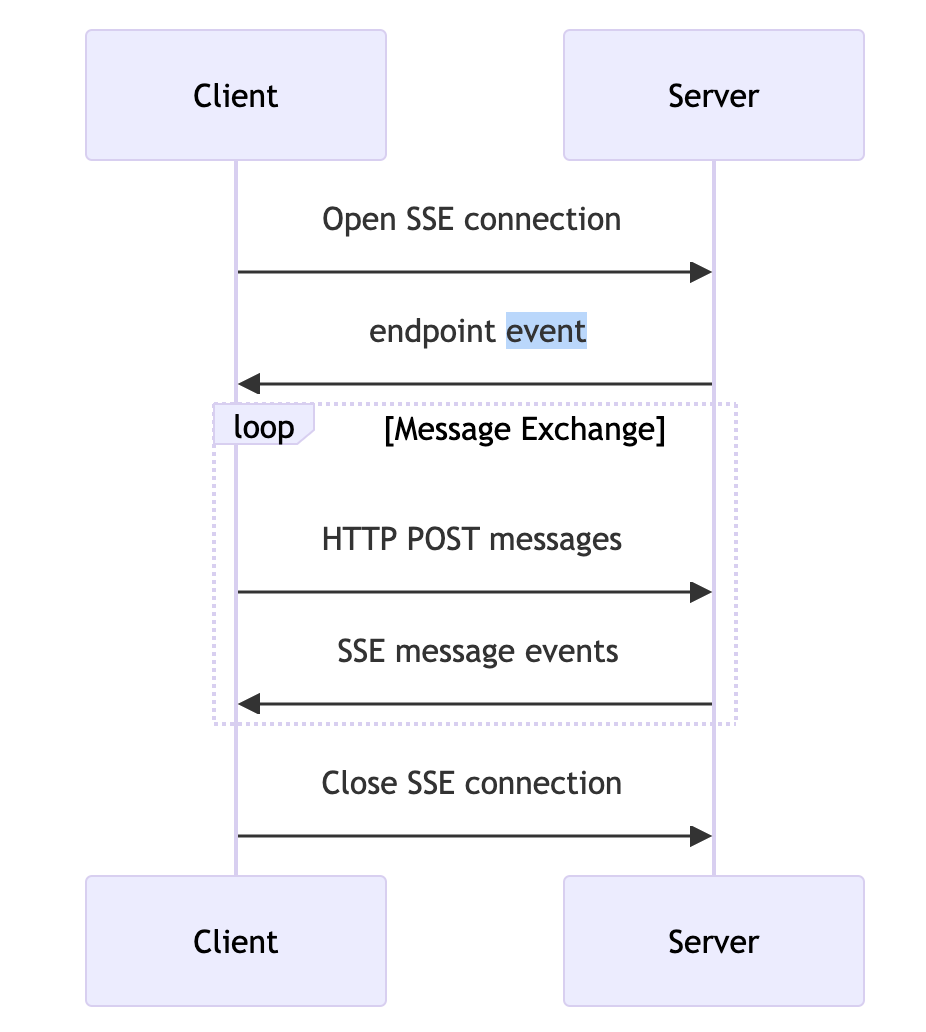 Client
Server
Open SSE connection
endpoint event
loop
[Message Exchange]
HTTP POST messages
SSE message events
Close SSE connection
Client
Server